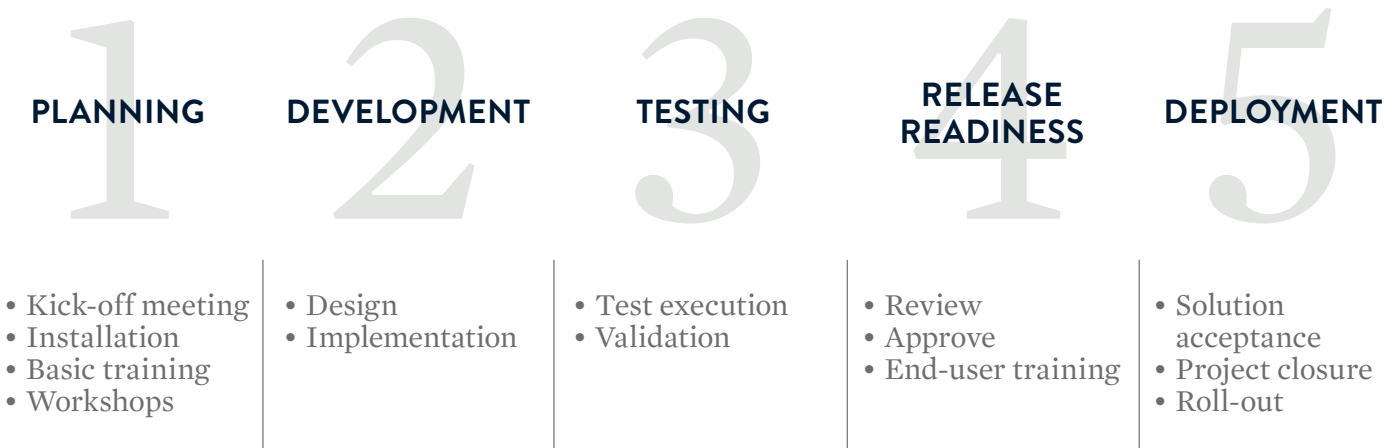 1
PLANNING
• Kick-off meeting
• Installation
• Basic training
• Workshops
2
DEVELOPMENT
• Design
• Implementation
3
TESTING
• Test execution
• Validation
4
RELEASE
READINESS
• Review
• Approve
• End-user training
5
DEPLOYMENT
• Solution
acceptance
• Project closure
• Roll-out